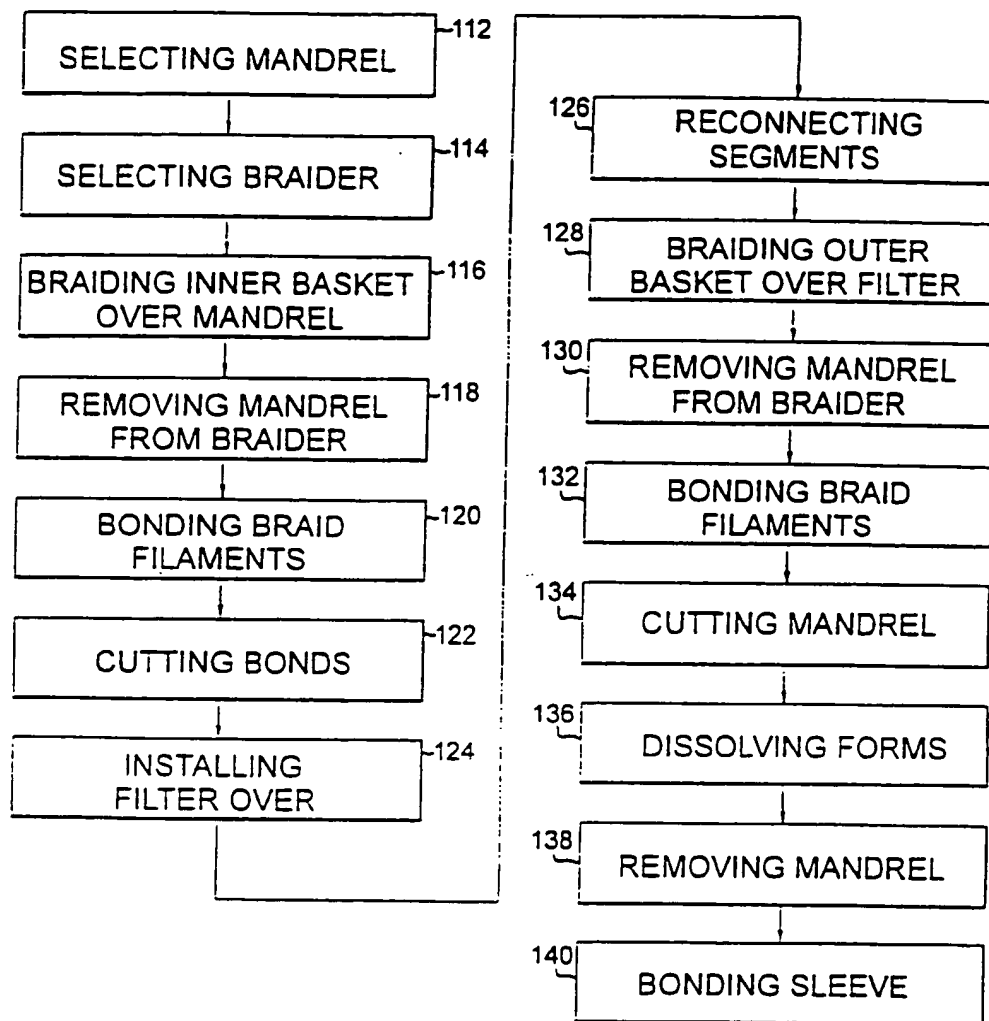 112
SELECTING MANDREL
114
SELECTING BRAIDER
116
BRAIDING INNER BASKET
OVER MANDREL
118
REMOVING MANDREL
FROM BRAIDER
120
BONDING BRAID
FILAMENTS
122
CUTTING BONDS
124
INSTALLING
FILTER OVER
126
RECONNECTING
SEGMENTS
128
BRAIDING OUTER
BASKET OVER FILTER
130
REMOVING MANDREL
FROM BRAIDER
132
BONDING BRAID
FILAMENTS
134
CUTTING MANDREL
136
DISSOLVING FORMS
138
REMOVING MANDREL
140
BONDING SLEEVE